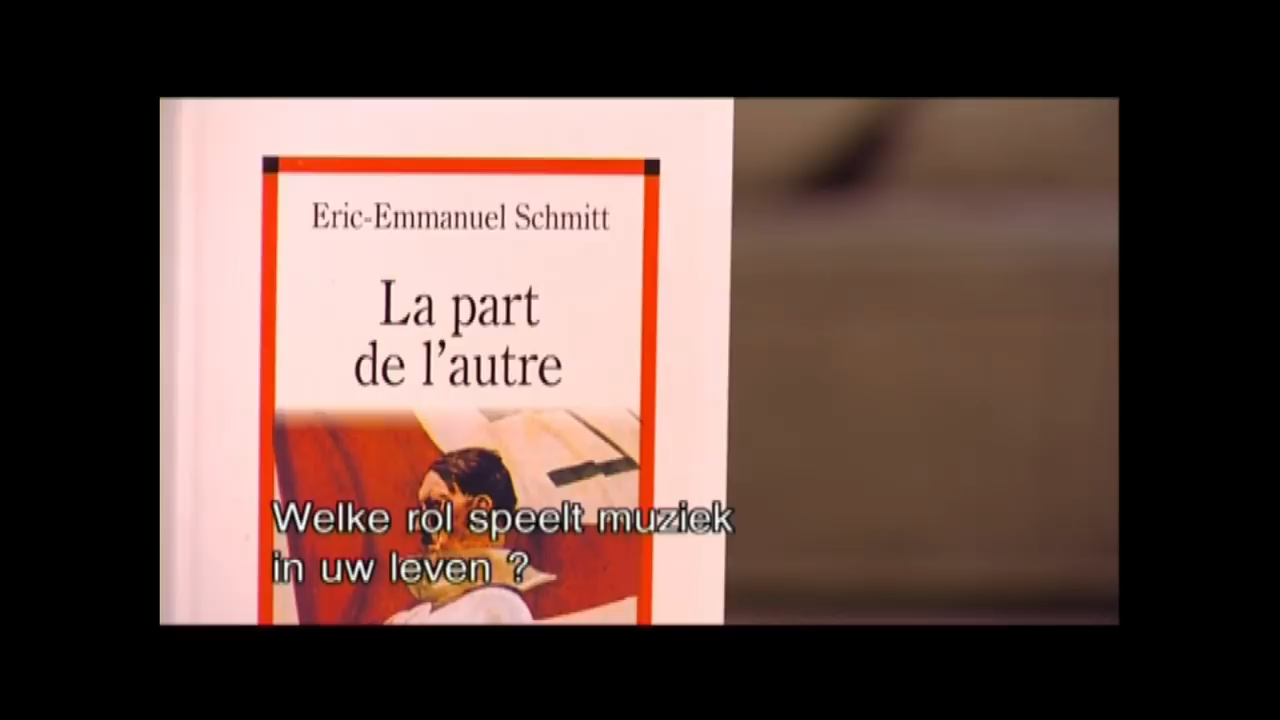 Eric-Emmanuel Schmitt
La part
de l'autre
Welke rol speelt muziek
in uw leven ?